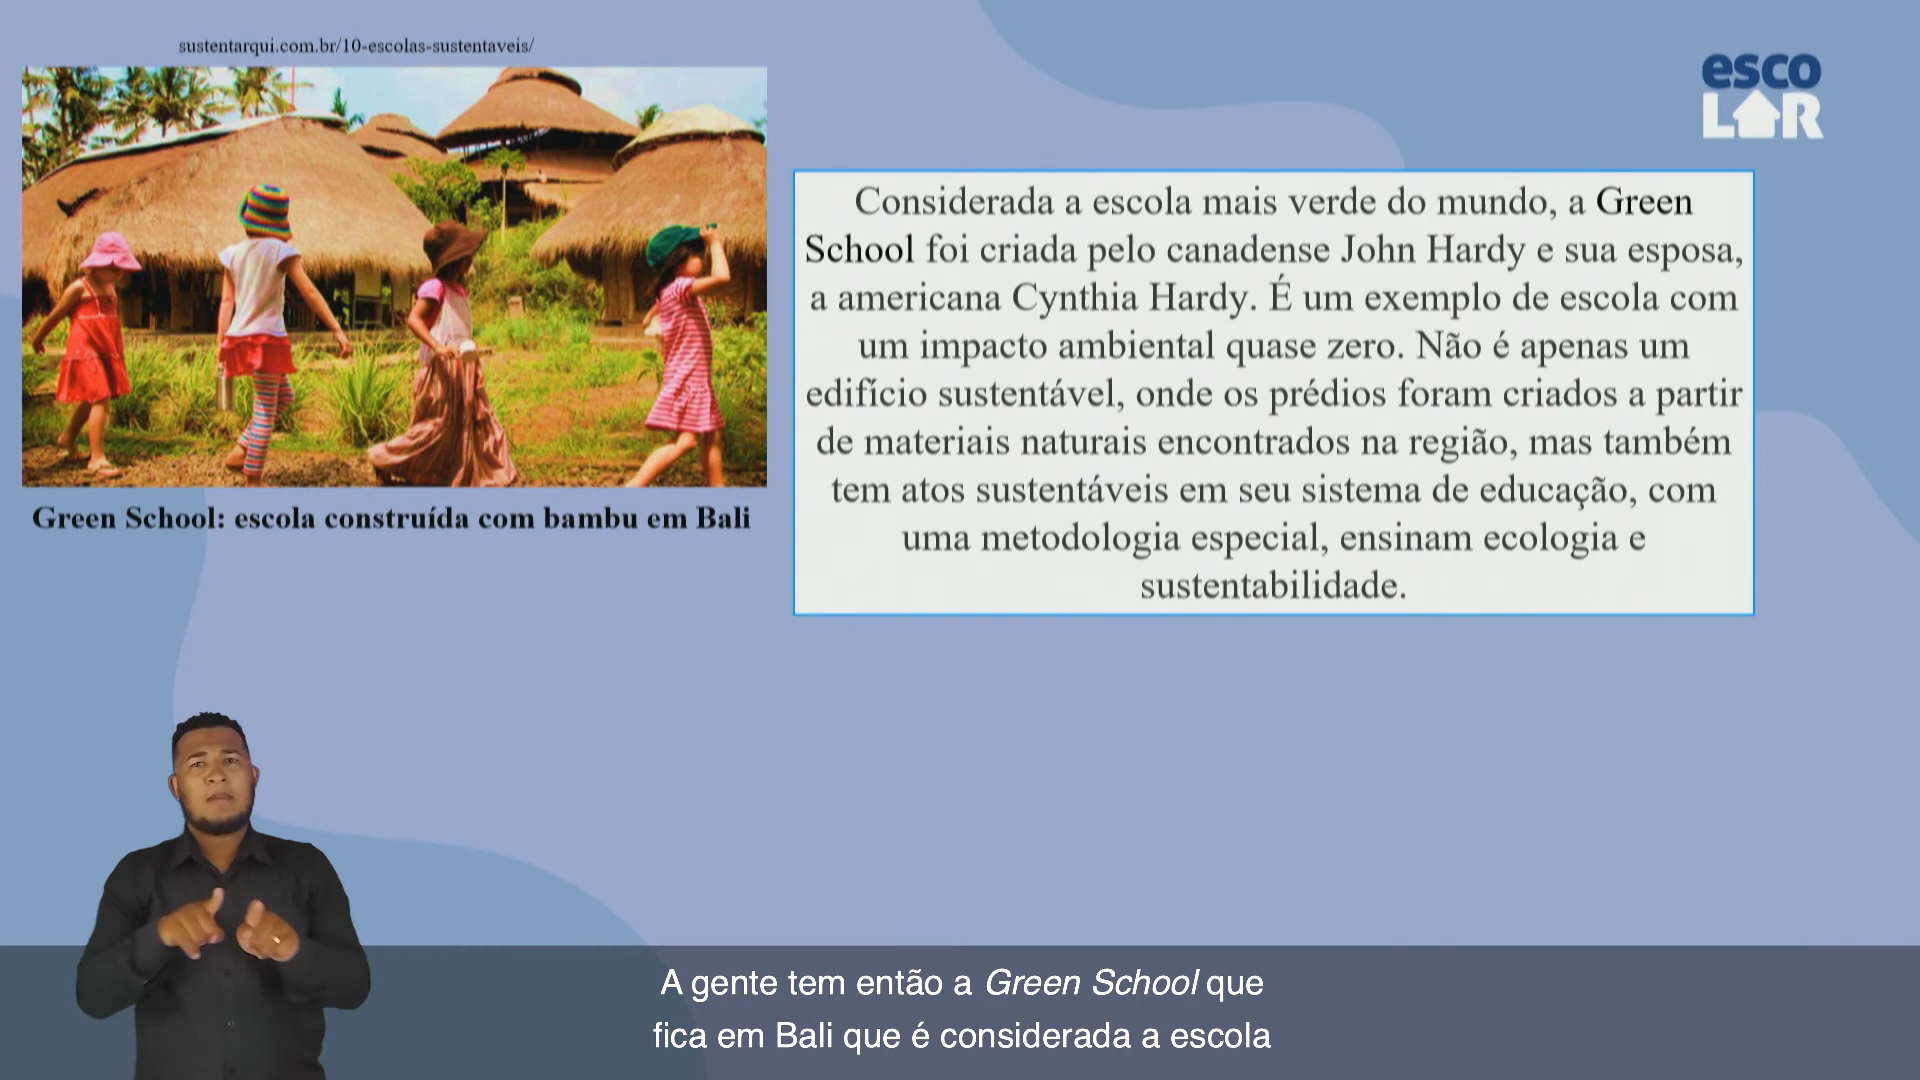 sustentarqui.com.br/10-escolas-sustentaveis/
esco
LAR
Considerada a escola mais verde do mundo, a Green
School foi criada pelo canadense John Hardy e sua esposa,
a americana Cynthia Hardy. É um exemplo de escola com
um impacto ambiental quase zero. Não é apenas um
edifício sustentável, onde os prédios foram criados a partir
de materiais naturais encontrados na região, mas também
tem atos sustentáveis em seu sistema de educação, com
uma metodologia especial, ensinam ecologia e
sustentabilidade.
Green School: escola construída com bambu em Bali
A gente tem então a Green School que
fica em Bali que é considerada a escola